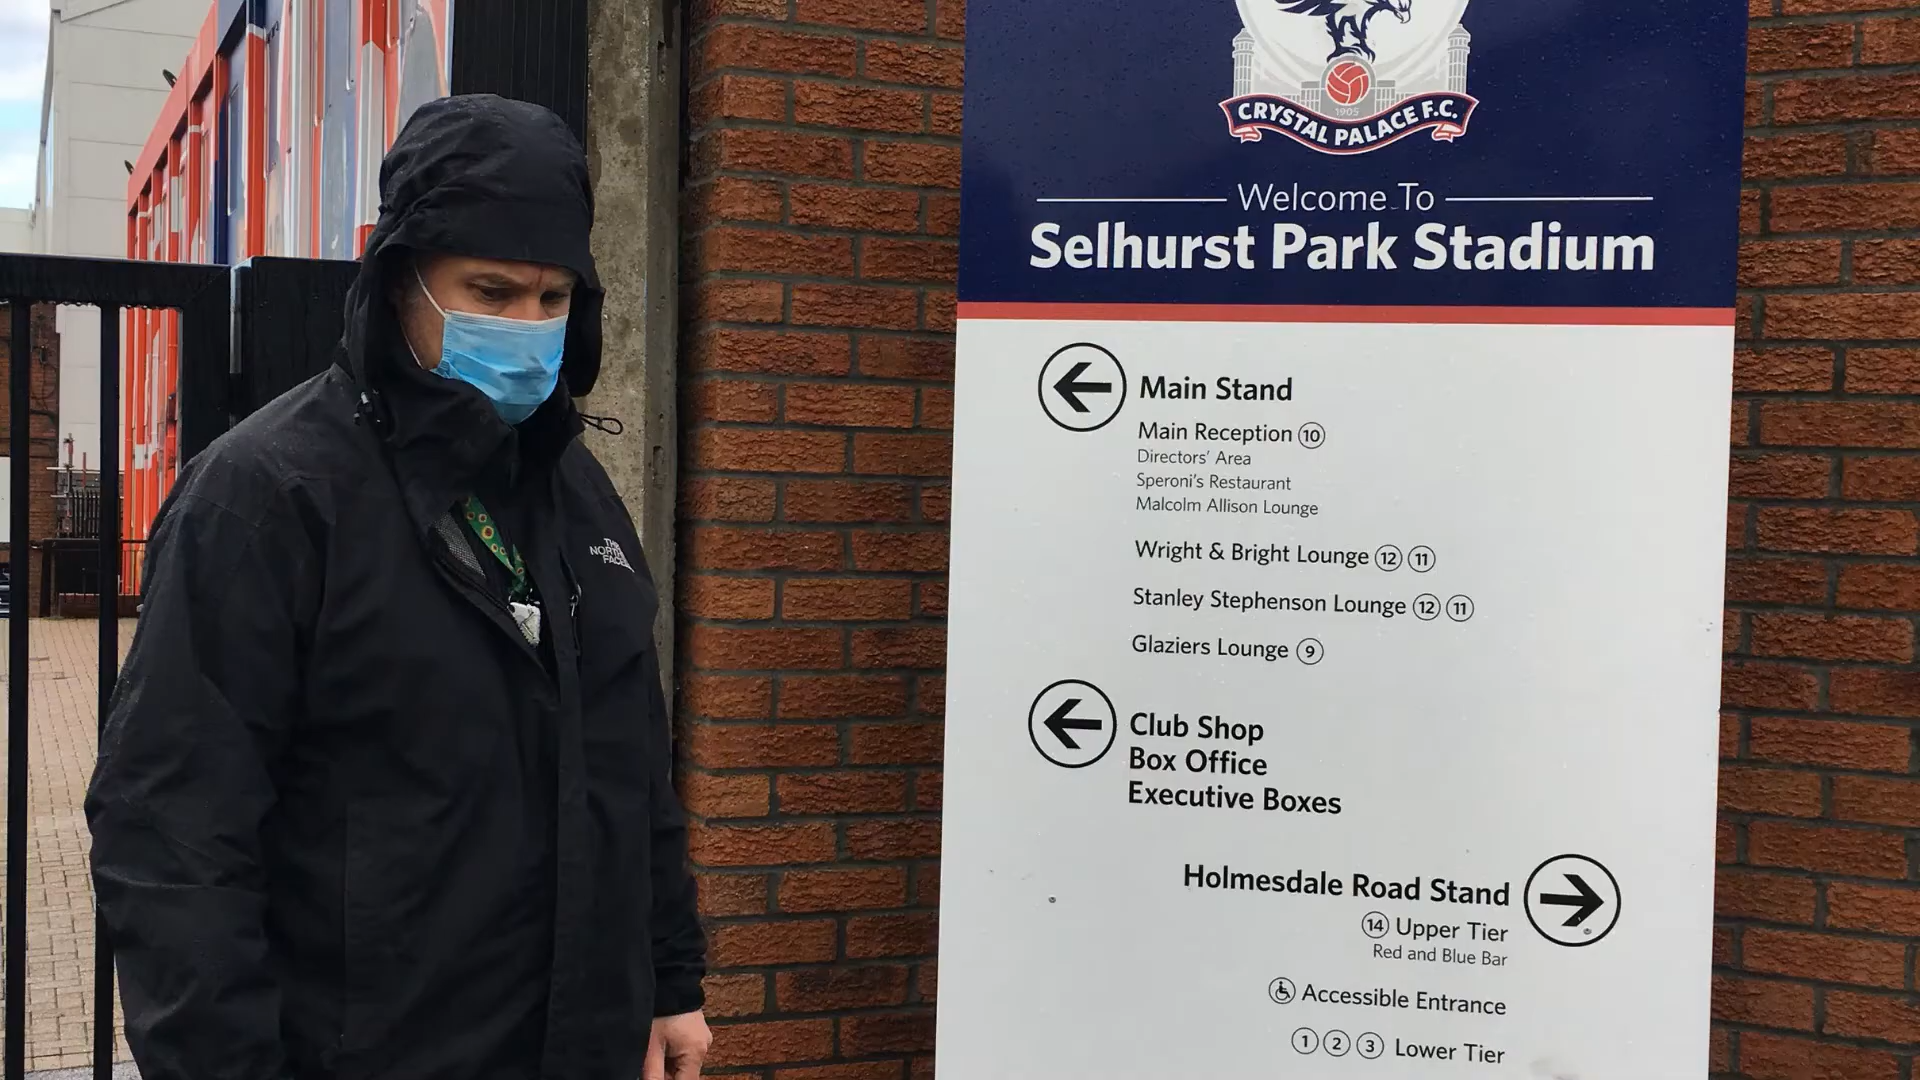 CRYSTAL PALACE F.C.
1905
Welcome To
Selhurst Park Stadium
Main Stand
Main Reception 10
Directors' Area
Speroni's Restaurant
Malcolm Allison Lounge
Wright & Bright Lounge 12 11
Stanley Stephenson Lounge 12 11
Glaziers Lounge 9
Club Shop
Box Office
Executive Boxes
Holmesdale Road Stand
14 Upper Tier
Red and Blue Bar
Accessible Entrance
1 2 3 Lower Tier
THE
NORTH
FACE